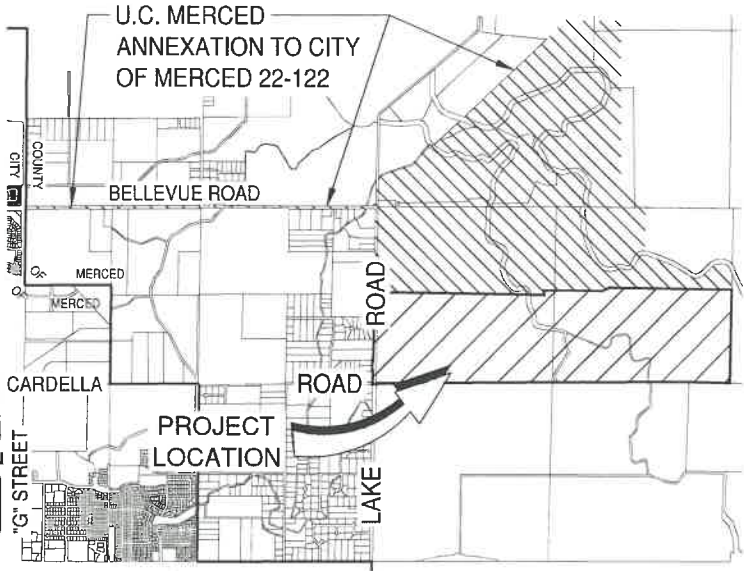 U.C. MERCED
ANNEXATION TO CITY
OF MERCED 22-122
CITY
COUNTY
BELLEVUE ROAD
OF
MERCED
OF
MERCED
ROAD
CARDELLA
ROAD
PROJECT
LOCATION
"G" STREET
LAKE